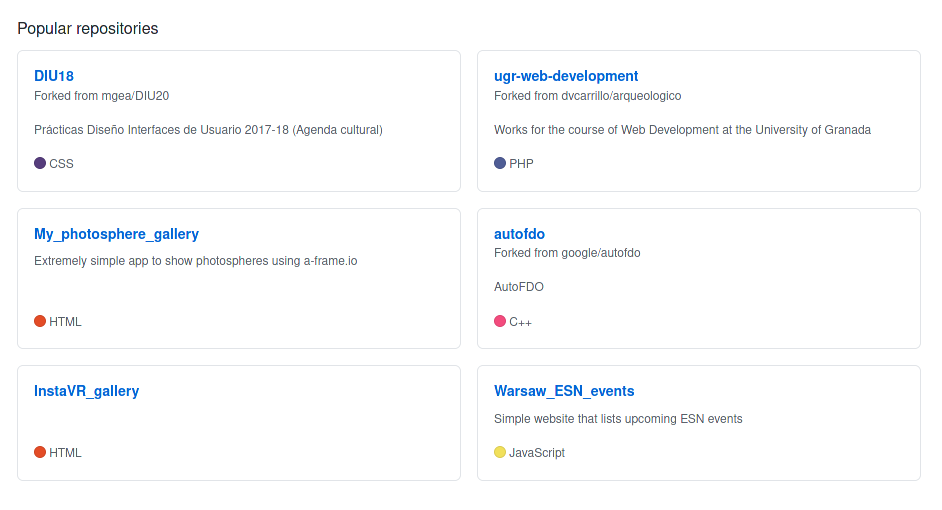 Popular repositories
DIU18
Forked from mgea/DIU20
Prácticas Diseño Interfaces de Usuario 2017-18 (Agenda cultural)
CSS
ugr-web-development
Forked from dvcarrillo/arqueologico
Works for the course of Web Development at the University of Granada
PHP
My_photosphere_gallery
Extremely simple app to show photospheres using a-frame.io
HTML
autofdo
Forked from google/autofdo
AutoFDO
C++
InstaVR_gallery
HTML
Warsaw_ESN_events
Simple website that lists upcoming ESN events
JavaScript